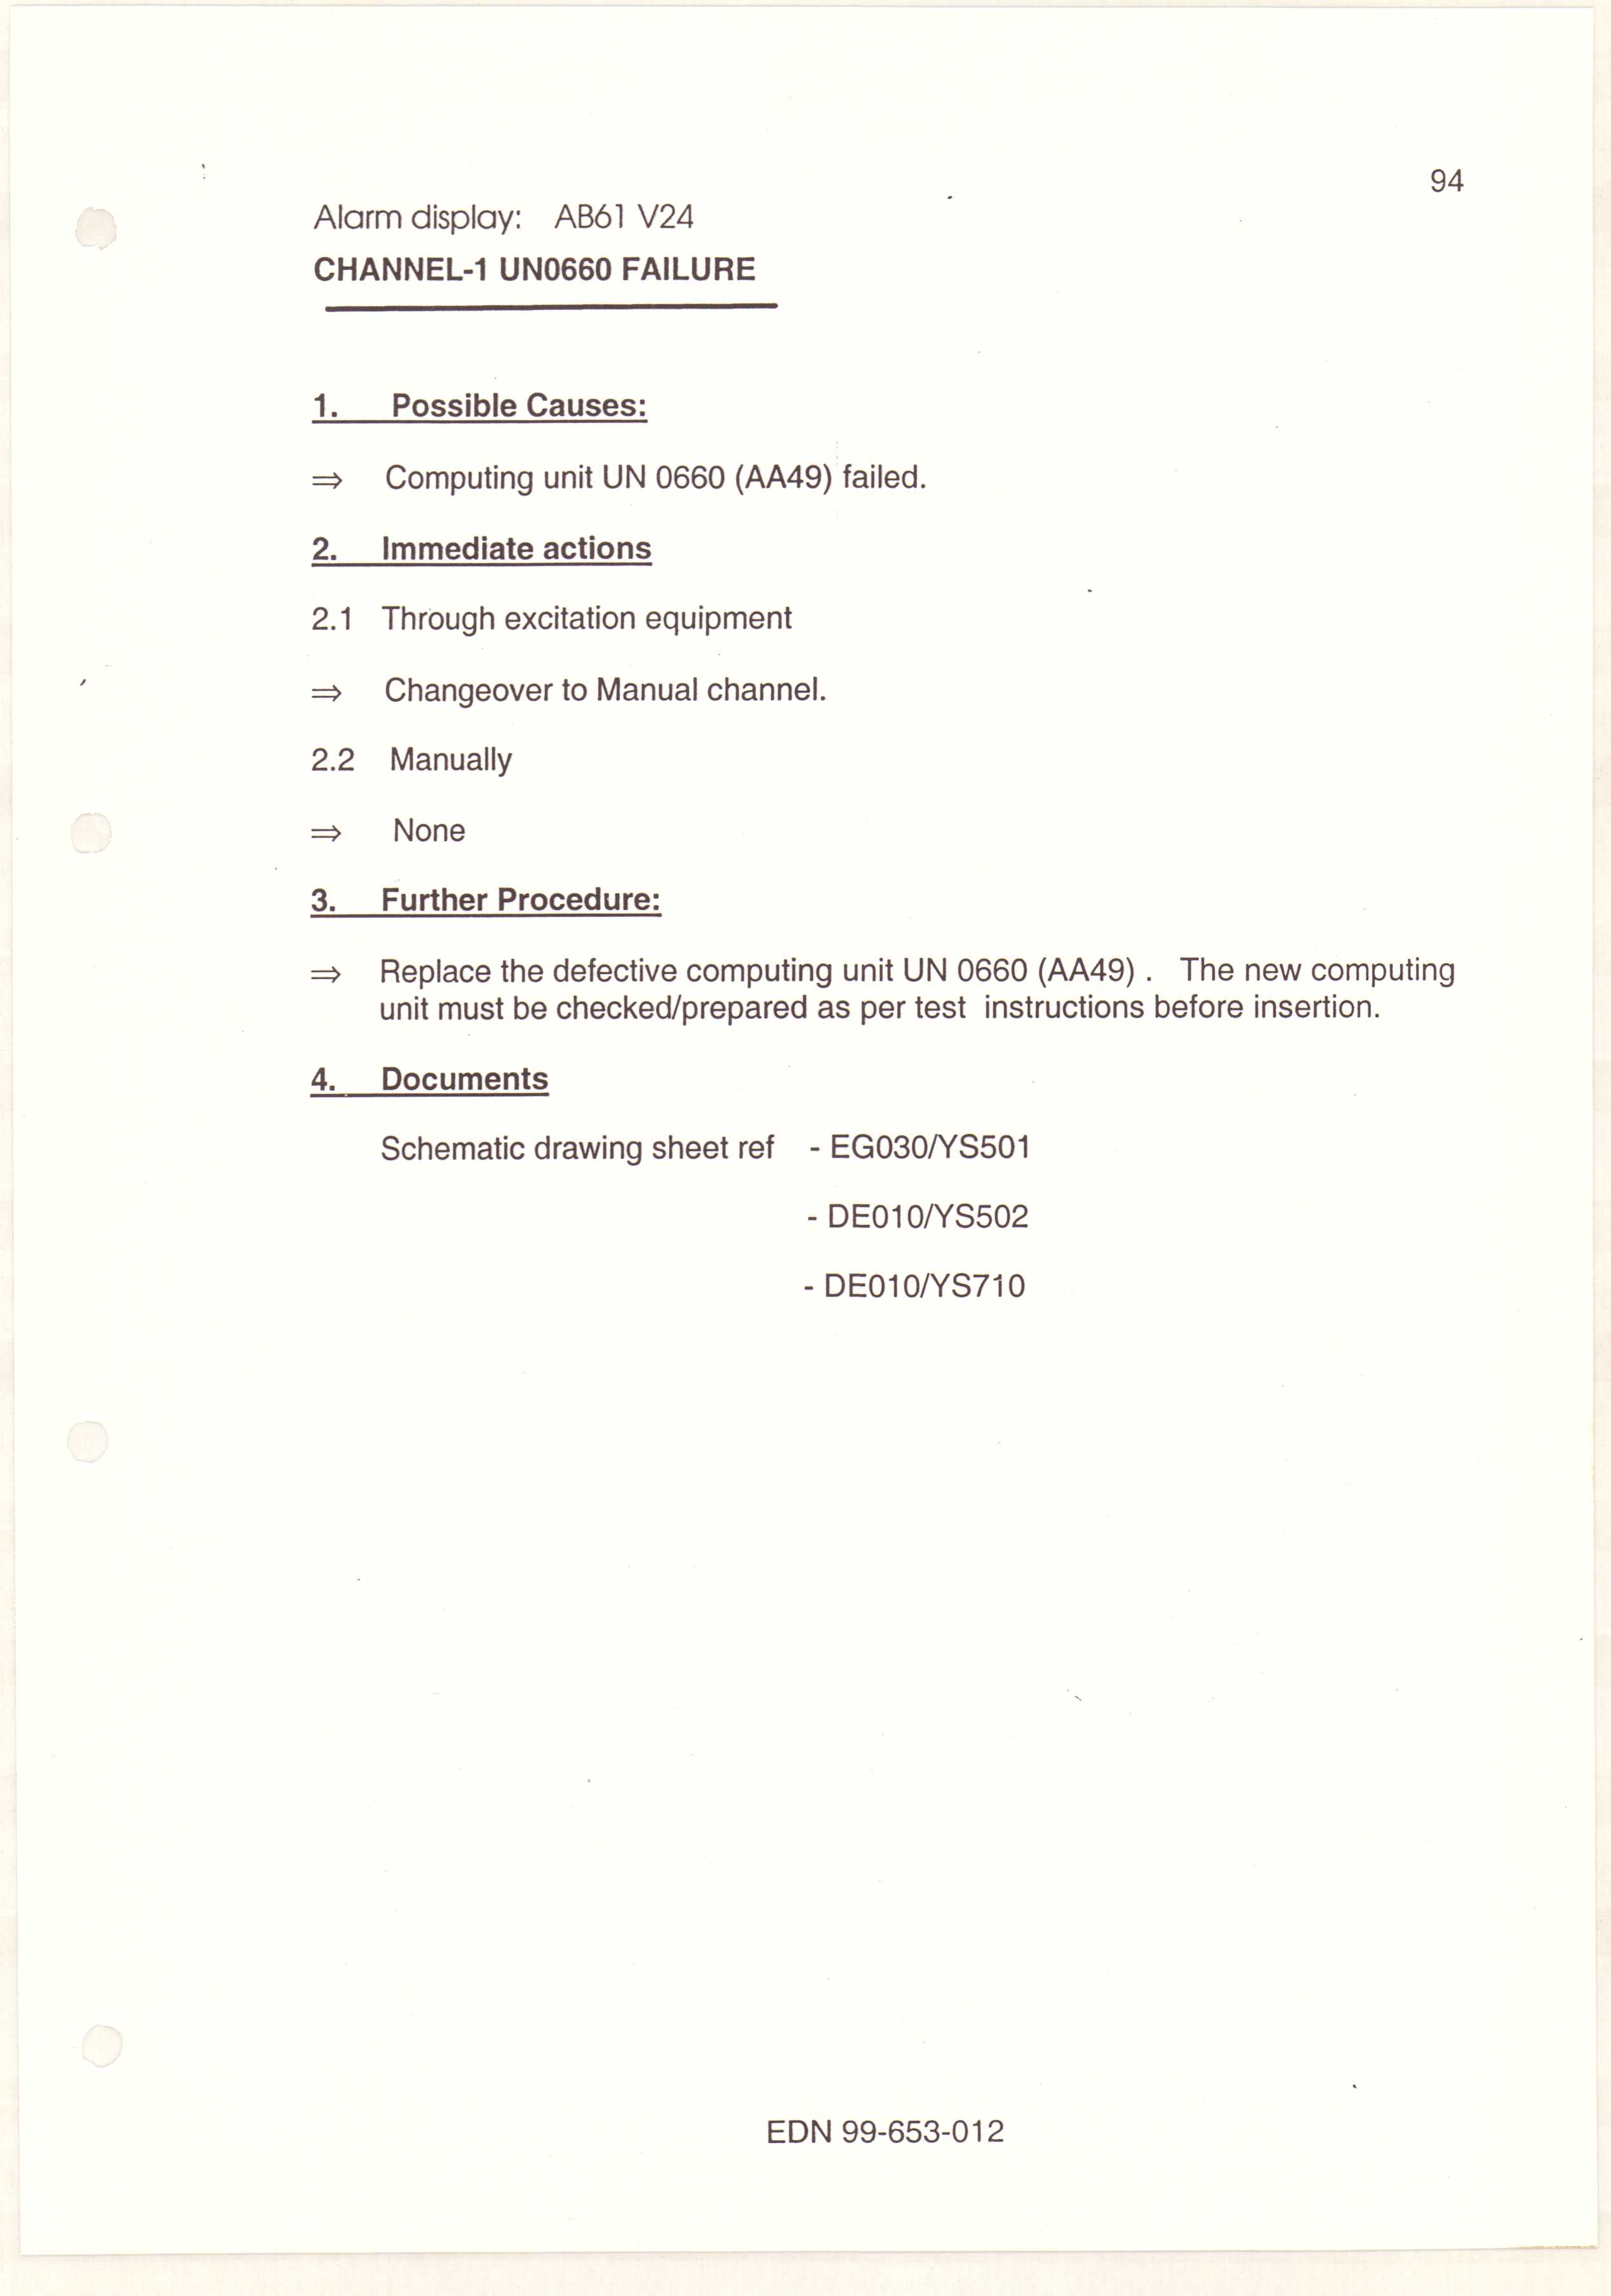 94
Alarm display: AB61 V24
CHANNEL-1 UN0660 FAILURE
1. Possible Causes:
⇒ Computing unit UN 0660 (AA49) failed.
2. Immediate actions
2.1 Through excitation equipment
⇒ Changeover to Manual channel.
2.2 Manually
⇒ None
3. Further Procedure:
⇒ Replace the defective computing unit UN 0660 (AA49) . The new computing
unit must be checked/prepared as per test instructions before insertion.
4. Documents
Schematic drawing sheet ref - EG030/YS501
- DE010/YS502
- DE010/YS710
EDN 99-653-012